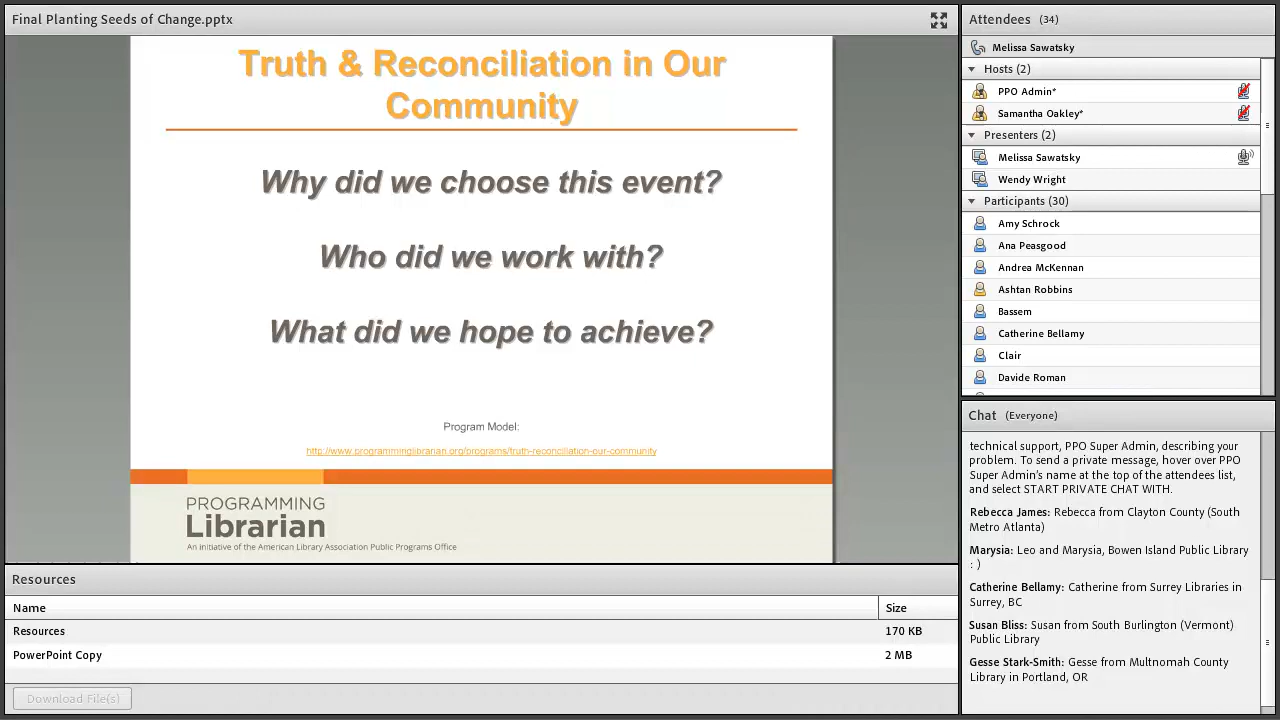 Final Planting Seeds of Change.pptx
Truth & Reconciliation in Our
Community
Why did we choose this event?
Who did we work with?
What did we hope to achieve?
Program Model:
http://www.programminglibrarian.org/programs/truth-reconciliation-our-community
PROGRAMMING
Librarian
An initiative of the American Library Association Public Programs Office
Resources
Name
Size
Resources
170 KB
PowerPoint Copy
2 MB
Download File(s)
Attendees (34)
Melissa Sawatsky
Hosts (2)
PPO Admin*
Samantha Oakley*
Presenters (2)
Melissa Sawatsky
Wendy Wright
Participants (30)
Amy Schrock
Ana Peasgood
Andrea McKennan
Ashtan Robbins
Bassem
Catherine Bellamy
Clair
Davide Roman
Chat (Everyone)
technical support, PPO Super Admin, describing your
problem. To send a private message, hover over PPO
Super Admin's name at the top of the attendees list,
and select START PRIVATE CHAT WITH.
Rebecca James: Rebecca from Clayton County (South
Metro Atlanta)
Marysia: Leo and Marysia, Bowen Island Public Library
: )
Catherine Bellamy: Catherine from Surrey Libraries in
Surrey, BC
Susan Bliss: Susan from South Burlington (Vermont)
Public Library
Gesse Stark-Smith: Gesse from Multnomah County
Library in Portland, OR